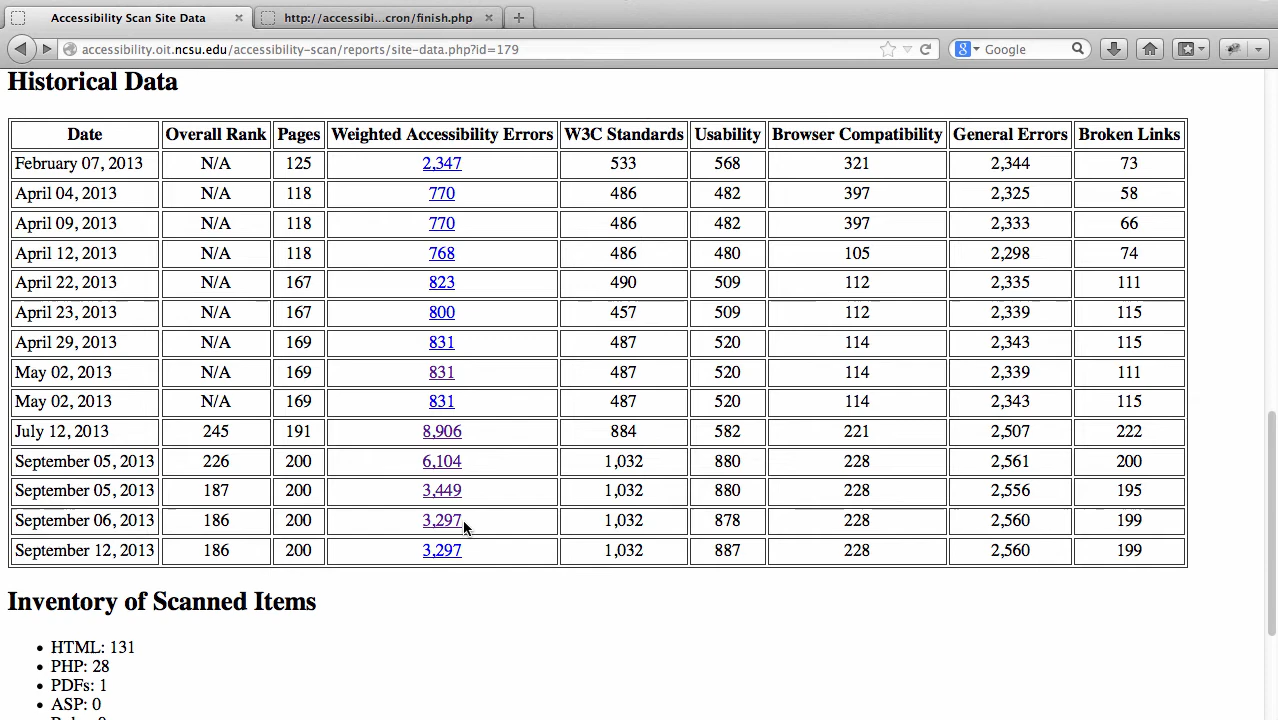 Accessibility Scan Site Data
http://accessibi...cron/finish.php
accessibility.oit.ncsu.edu/accessibility-scan/reports/site-data.php?id=179
Google
Historical Data
Date Overall Rank Pages Weighted Accessibility Errors W3C Standards Usability Browser Compatibility General Errors Broken Links
February 07, 2013 N/A 125 2,347 533 568 321 2,344 73
April 04, 2013 N/A 118 770 486 482 397 2,325 58
April 09, 2013 N/A 118 770 486 482 397 2,333 66
April 12, 2013 N/A 118 768 486 480 105 2,298 74
April 22, 2013 N/A 167 823 490 509 112 2,335 111
April 23, 2013 N/A 167 800 457 509 112 2,339 115
April 29, 2013 N/A 169 831 487 520 114 2,343 115
May 02, 2013 N/A 169 831 487 520 114 2,339 111
May 02, 2013 N/A 169 831 487 520 114 2,343 115
July 12, 2013 245 191 8,906 884 582 221 2,507 222
September 05, 2013 226 200 6,104 1,032 880 228 2,561 200
September 05, 2013 187 200 3,449 1,032 880 228 2,556 195
September 06, 2013 186 200 3,297 1,032 878 228 2,560 199
September 12, 2013 186 200 3,297 1,032 887 228 2,560 199
Inventory of Scanned Items
HTML: 131
PHP: 28
PDFs: 1
ASP: 0